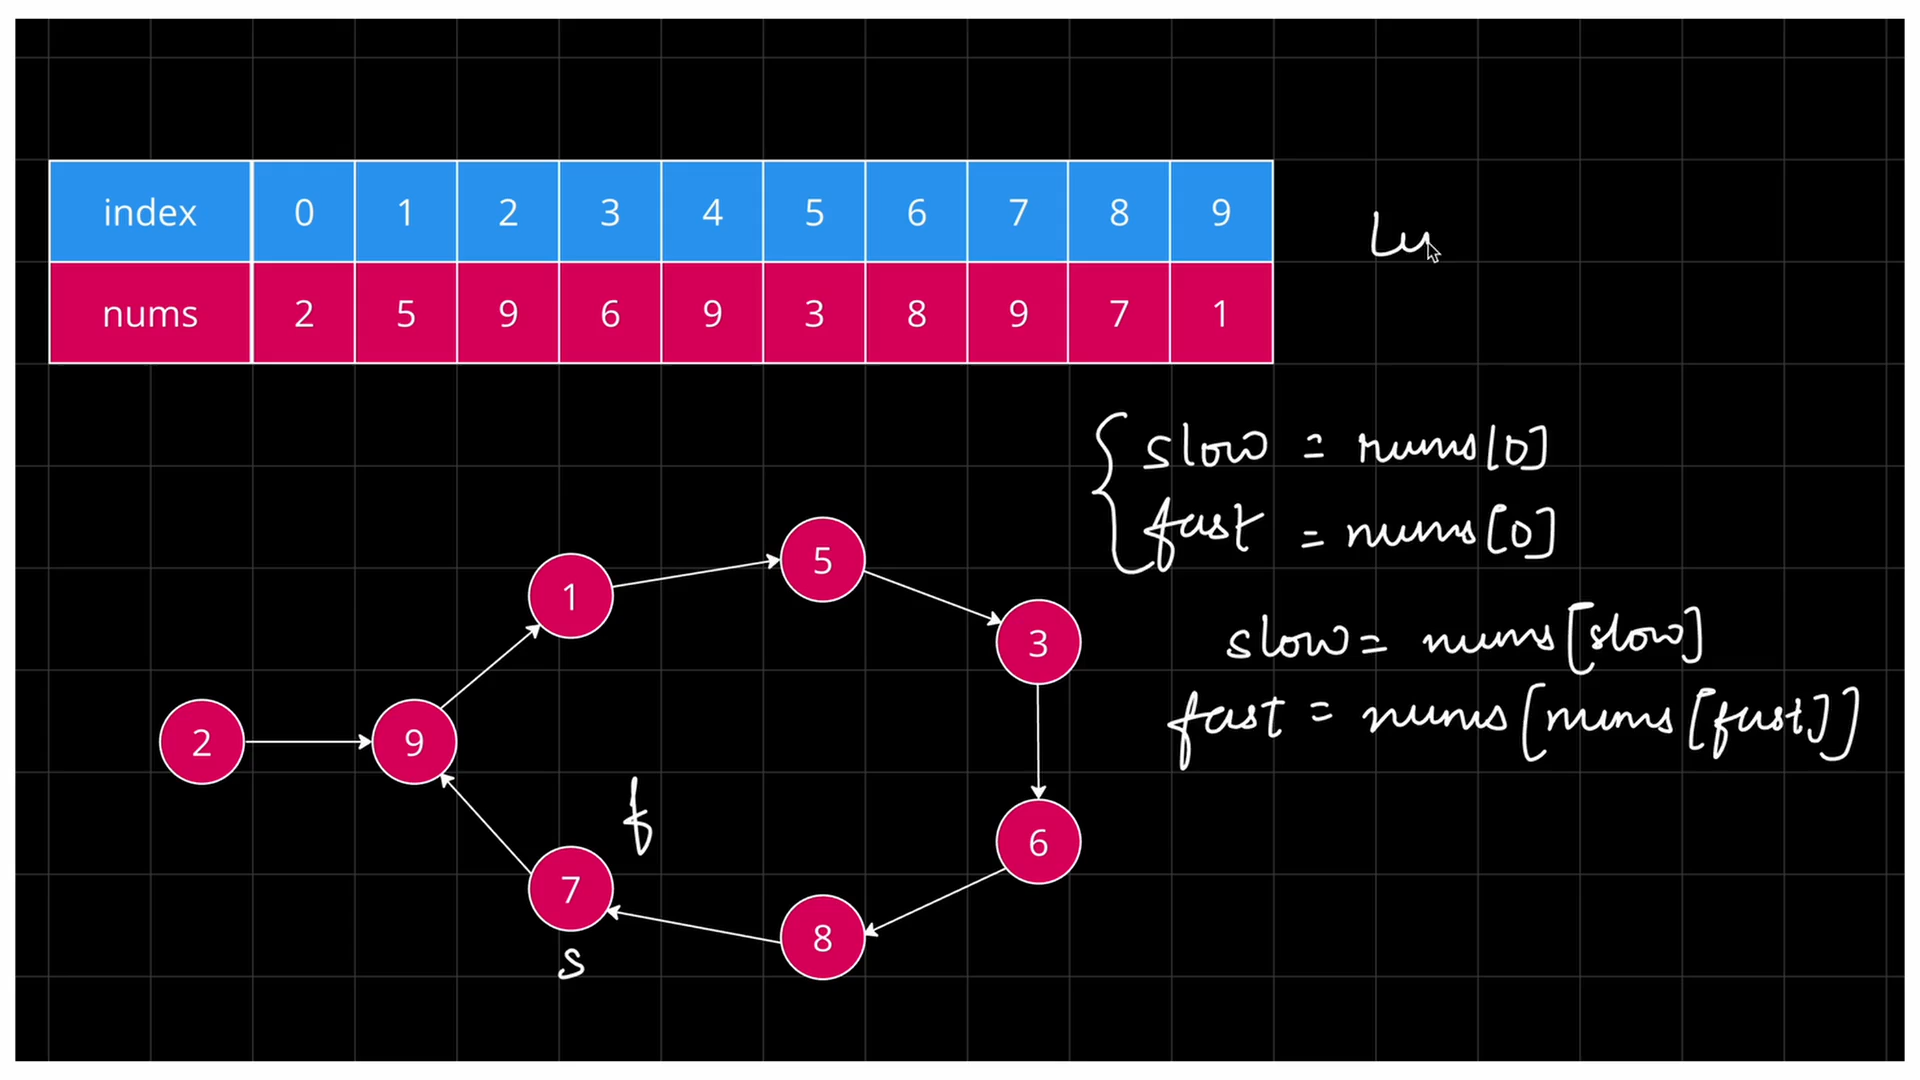 index 0 1 2 3 4 5 6 7 8 9
nums 2 5 9 6 9 3 8 9 7 1
slow = nums[0]
fast = nums[0]
slow = nums[slow]
fast = nums[nums[fast]]
5
1
3
2
9
f
6
7
8
s